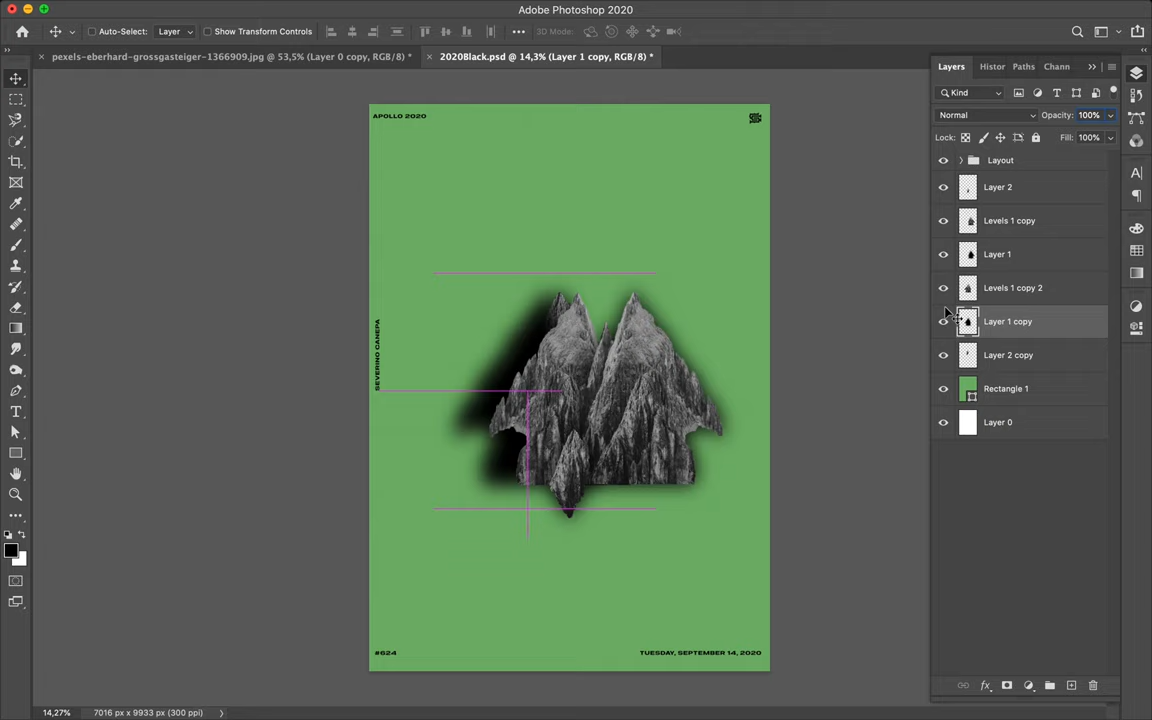 Adobe Photoshop 2020
Auto-Select: Layer Show Transform Controls 3D Mode:
pexels-eberhard-grossgasteiger-1366909.jpg @ 53,5% (Layer 0 copy, RGB/8) *
2020Black.psd @ 14,3% (Layer 1 copy, RGB/8) *
Layers Histor Paths Chann
Kind
Normal Opacity: 100%
Lock: Fill: 100%
Layout
Layer 2
Levels 1 copy
Layer 1
Levels 1 copy 2
Layer 1 copy
Layer 2 copy
Rectangle 1
Layer 0
APOLLO 2020
SEVERINO CANEPA
#624
TUESDAY, SEPTEMBER 14, 2020
14,27% 7016 px x 9933 px (300 ppi)